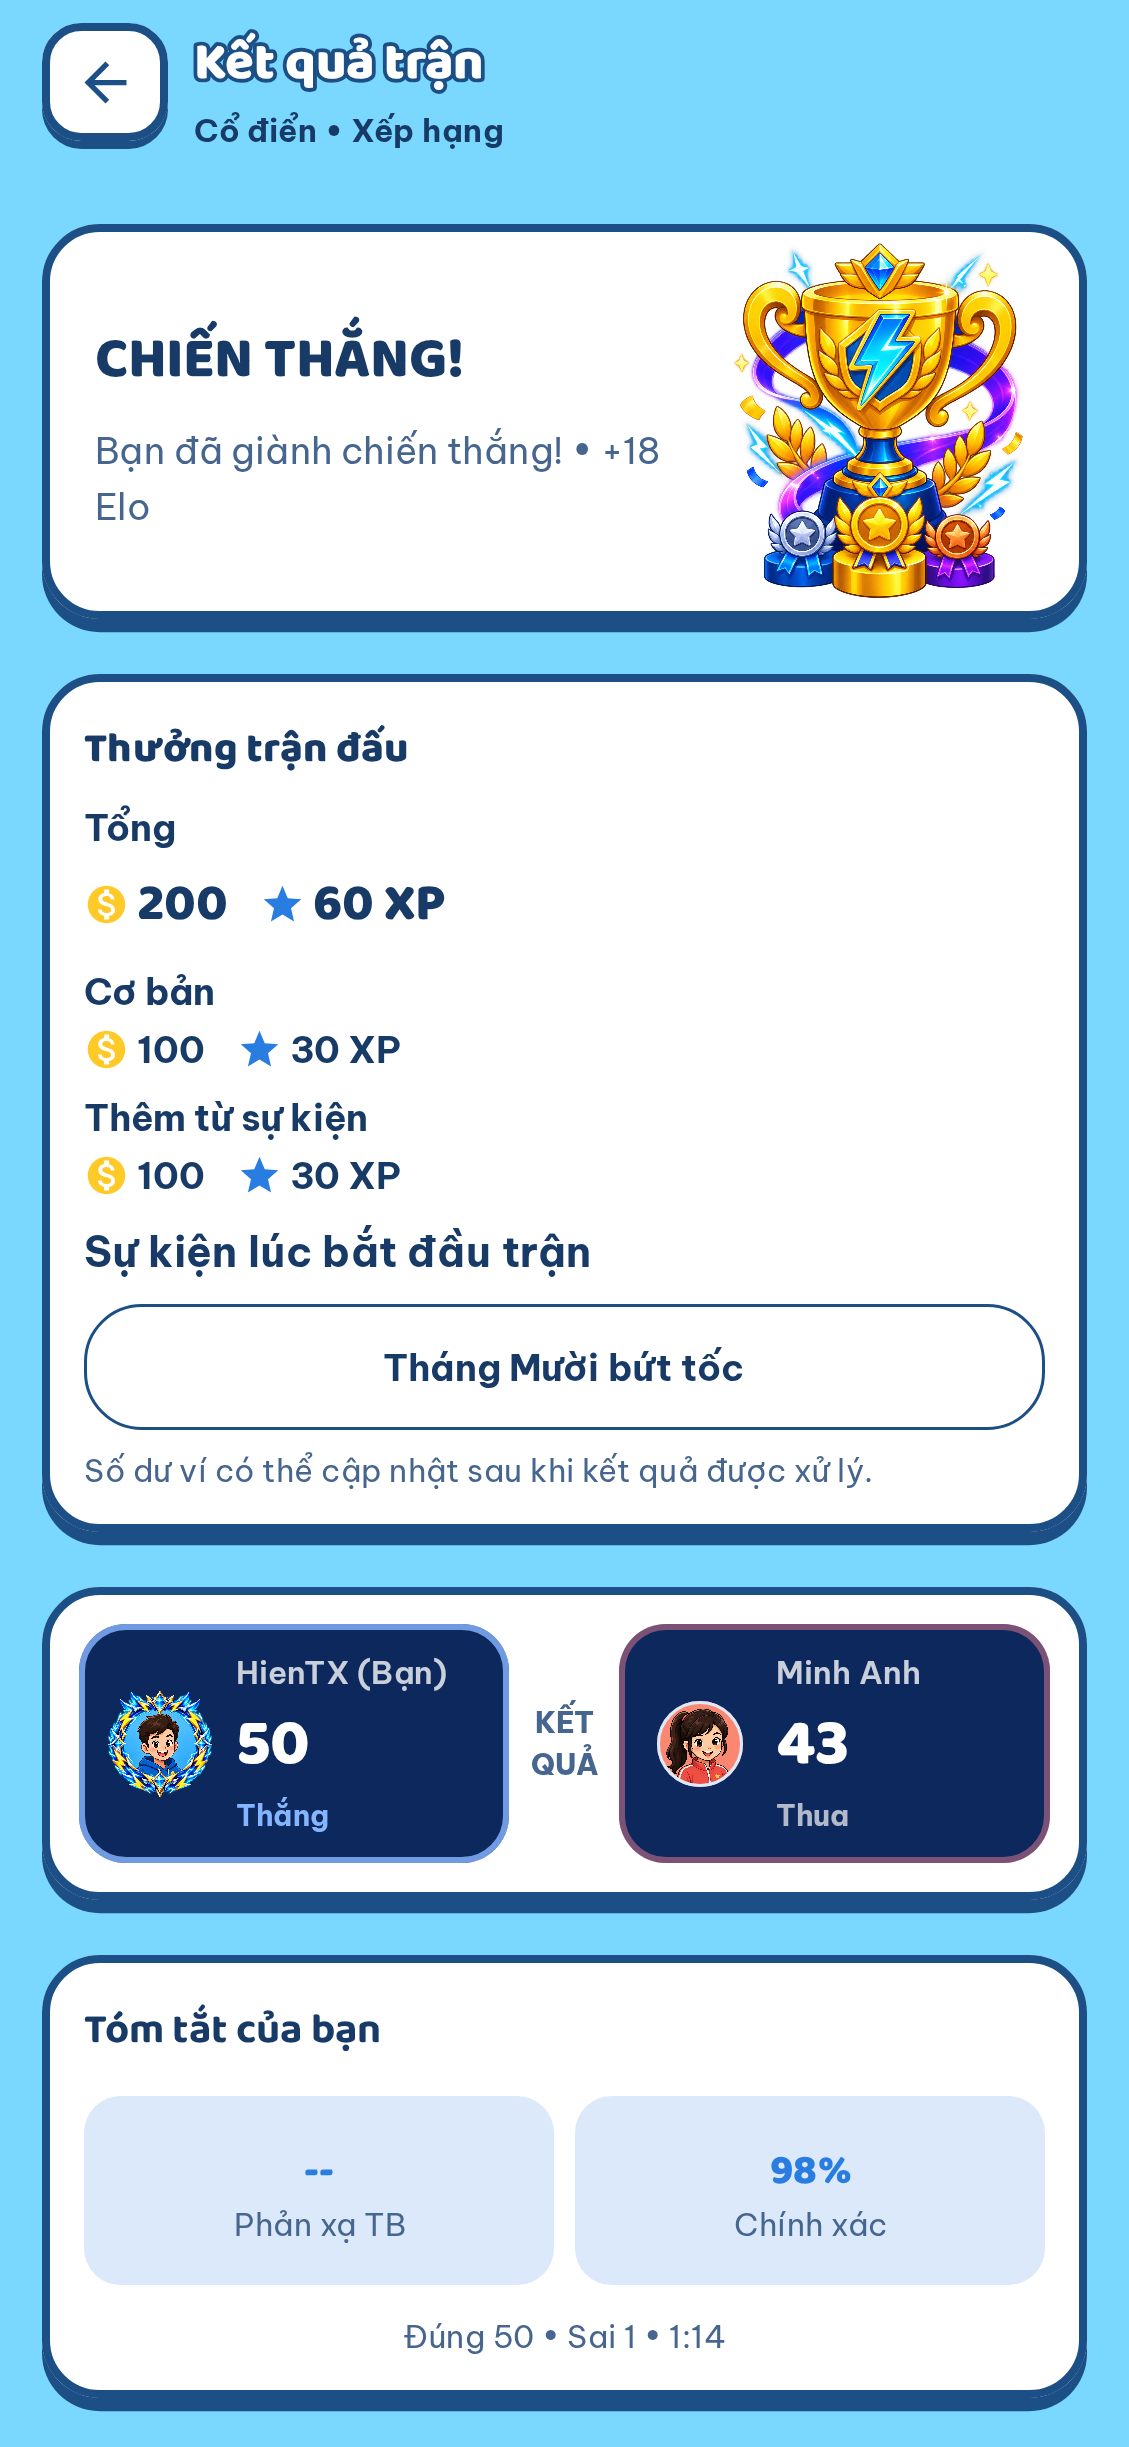 Kết quả trận
Cổ điển • Xếp hạng
CHIẾN THẮNG!
Bạn đã giành chiến thắng! • +18
Elo
Thưởng trận đấu
Tổng
200 60 XP
Cơ bản
100 30 XP
Thêm từ sự kiện
100 30 XP
Sự kiện lúc bắt đầu trận
Tháng Mười bứt tốc
Số dư ví có thể cập nhật sau khi kết quả được xử lý.
HienTX (Bạn)
50
Thắng
KẾT
QUẢ
Minh Anh
43
Thua
Tóm tắt của bạn
--
Phản xạ TB
98%
Chính xác
Đúng 50 • Sai 1 • 1:14